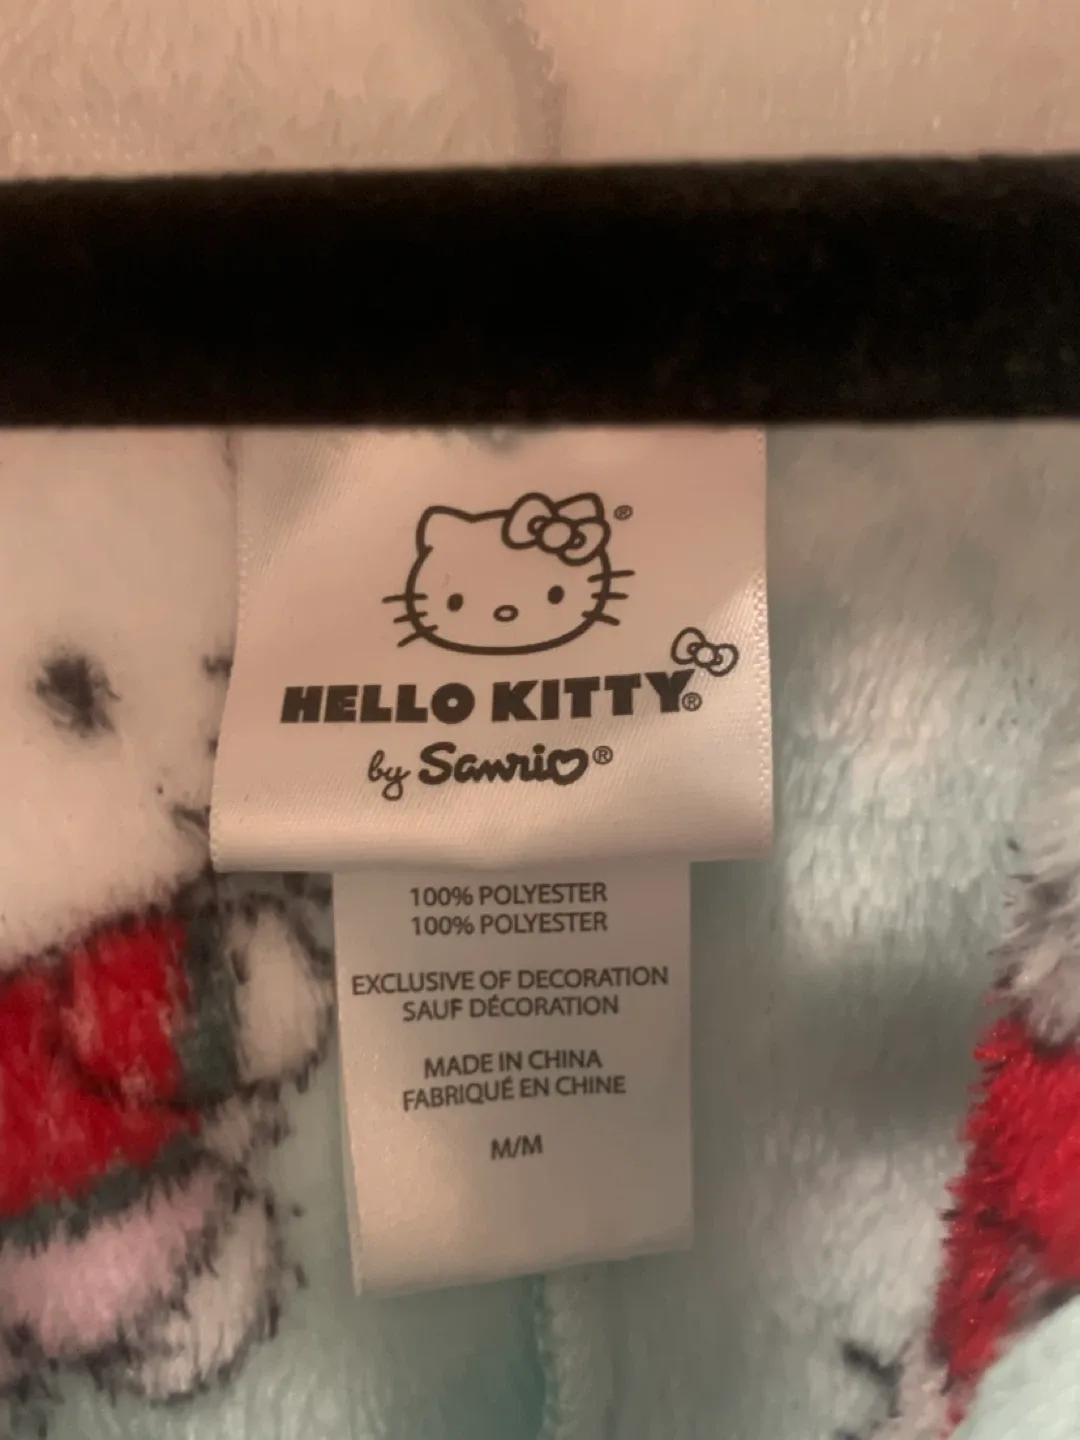 ®
HELLO KITTY®
by Sanrio®
100% POLYESTER
100% POLYESTER
EXCLUSIVE OF DECORATION
SAUF DÉCORATION
MADE IN CHINA
FABRIQUÉ EN CHINE
M/M